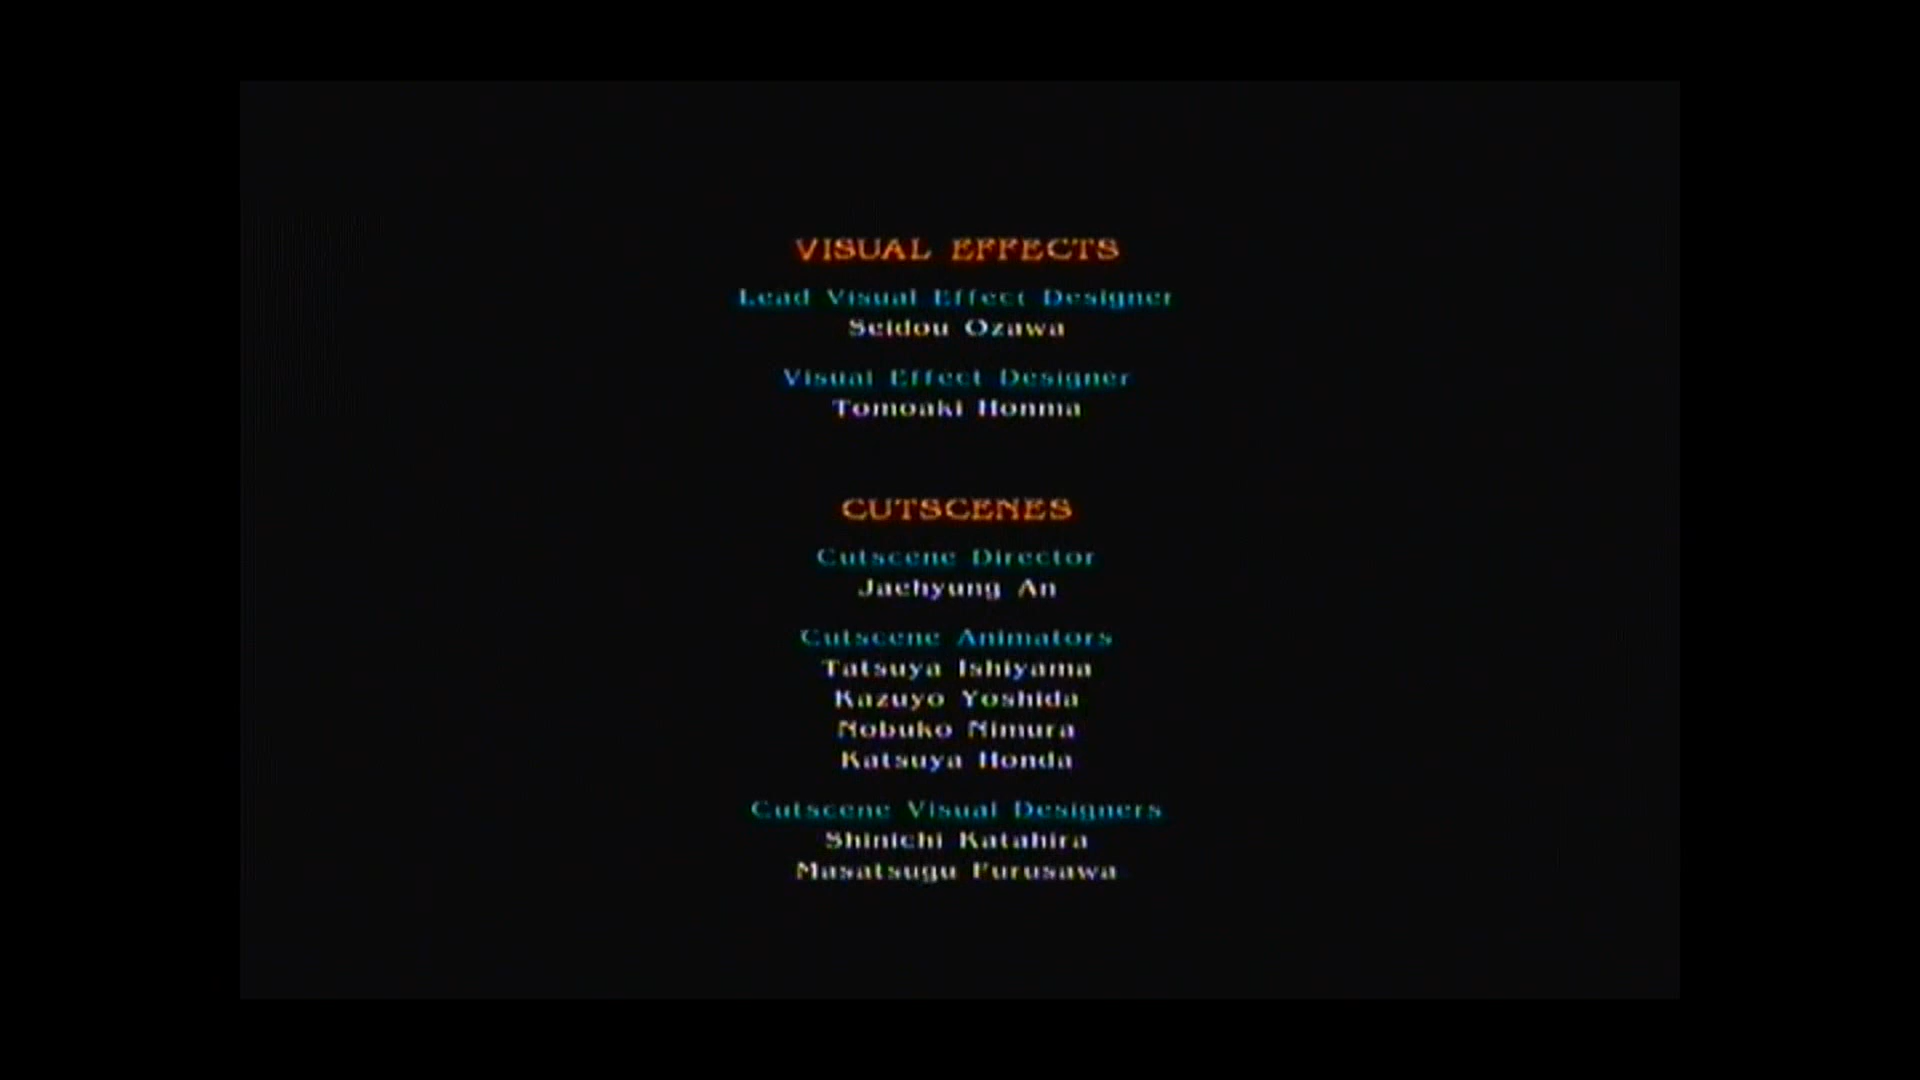 VISUAL EFFECTS
Lead Visual Effect Designer
Seidou Ozawa
Visual Effect Designer
Tomoaki Honma
CUTSCENES
Cutscene Director
Jaehyung An
Cutscene Animators
Tatsuya Ishiyama
Kazuyo Yoshida
Nobuko Nimura
Katsuya Honda
Cutscene Visual Designers
Shinichi Katahira
Masatsugu Furusawa